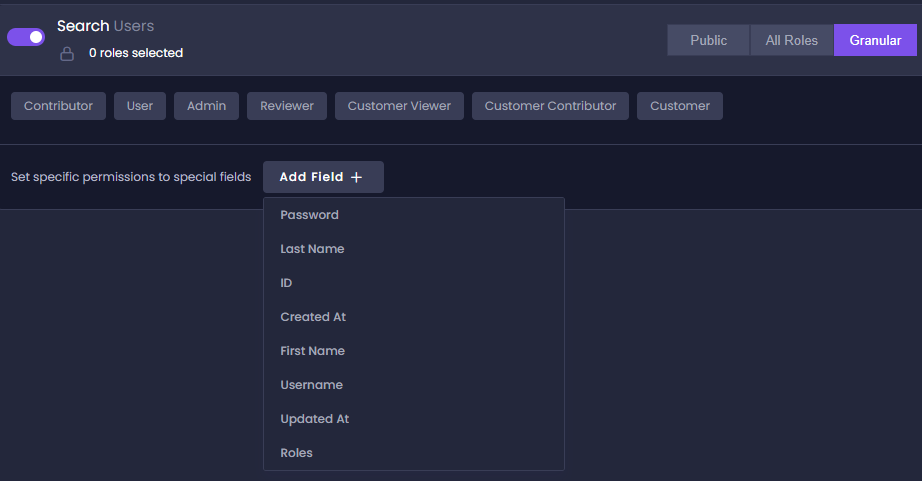 Search Users
0 roles selected
Public All Roles Granular
Contributor User Admin Reviewer Customer Viewer Customer Contributor Customer
Set specific permissions to special fields Add Field +
Password
Last Name
ID
Created At
First Name
Username
Updated At
Roles